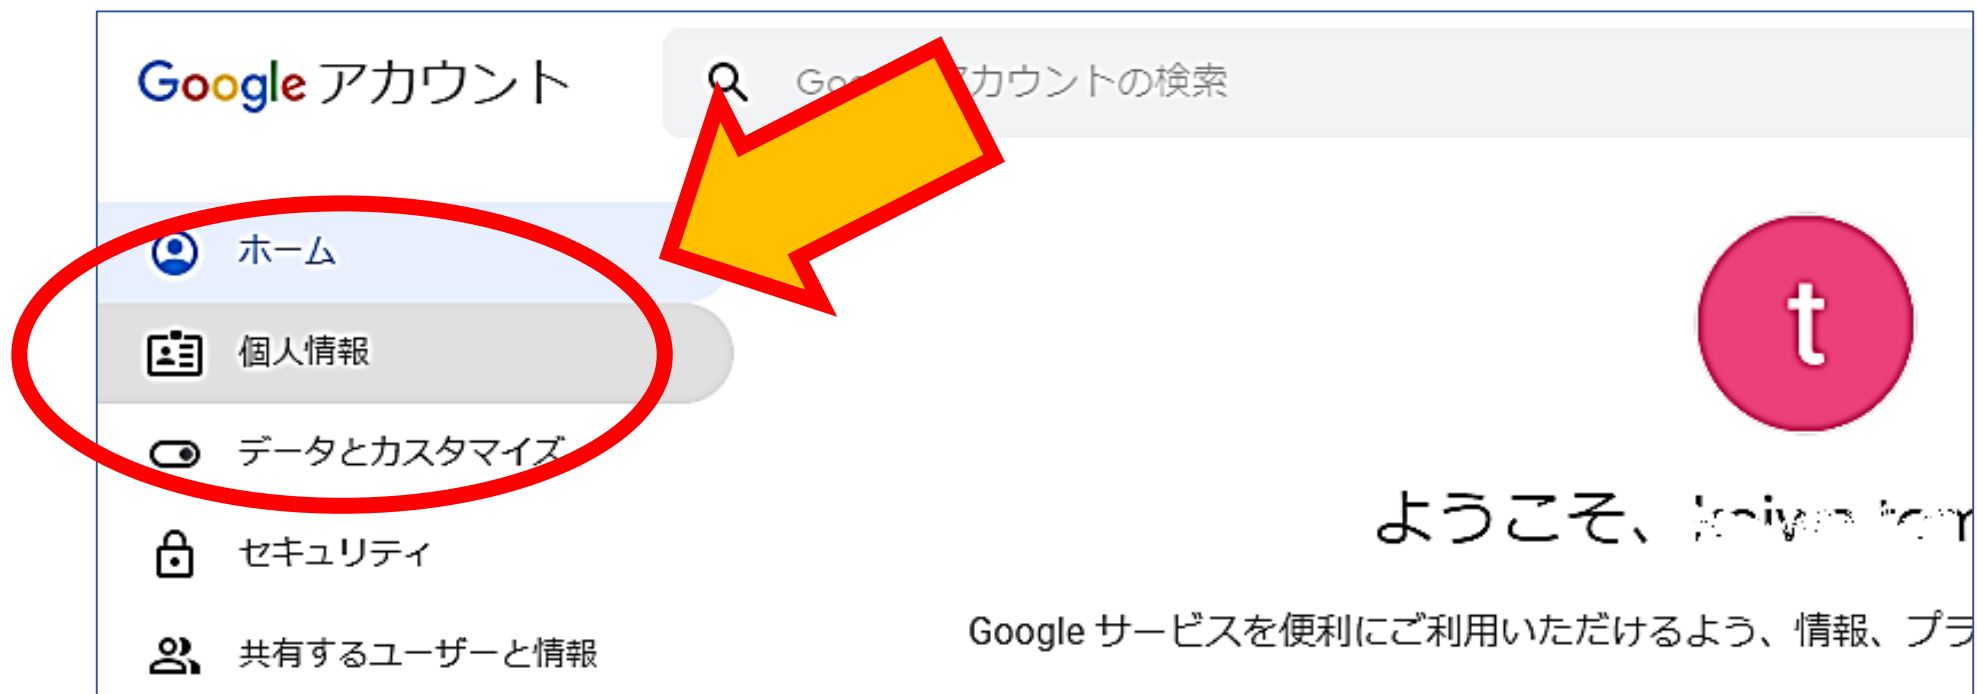 Google アカウント
Google アカウントの検索
ホーム
個人情報
データとカスタマイズ
セキュリティ
共有するユーザーと情報
t
ようこそ、
Google サービスを便利にご利用いただけるよう、情報、プラ